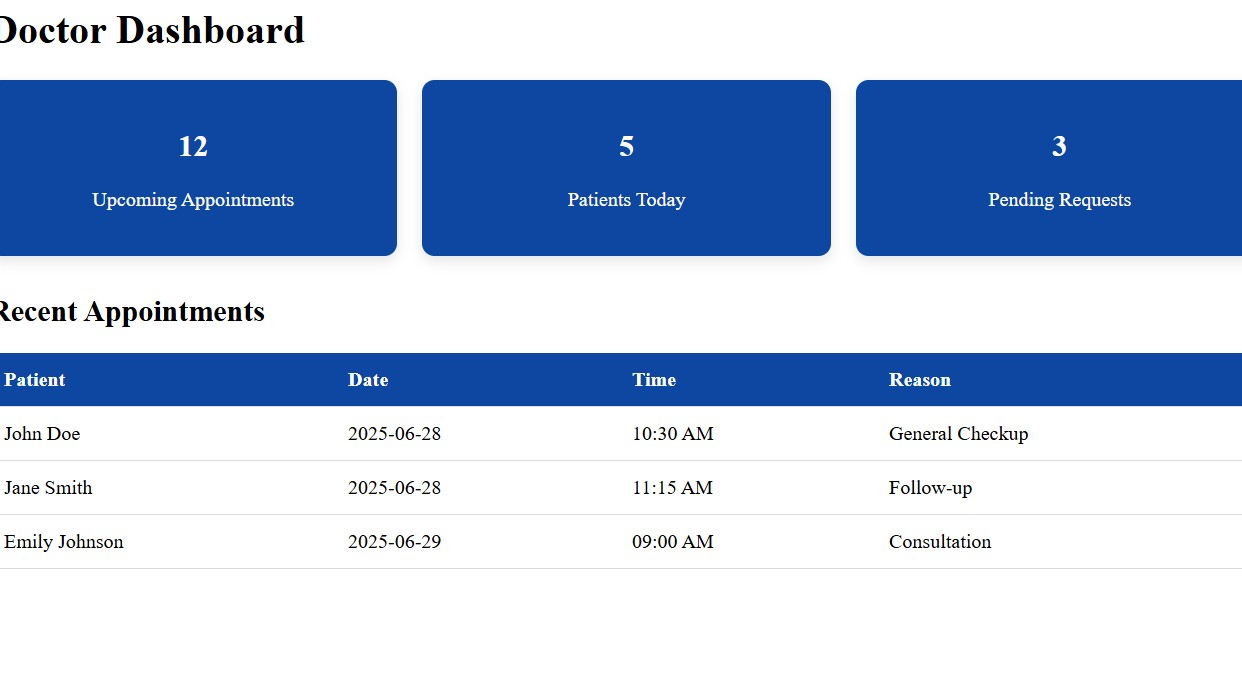 Doctor Dashboard
12
Upcoming Appointments
5
Patients Today
3
Pending Requests
Recent Appointments
Patient Date Time Reason
John Doe 2025-06-28 10:30 AM General Checkup
Jane Smith 2025-06-28 11:15 AM Follow-up
Emily Johnson 2025-06-29 09:00 AM Consultation